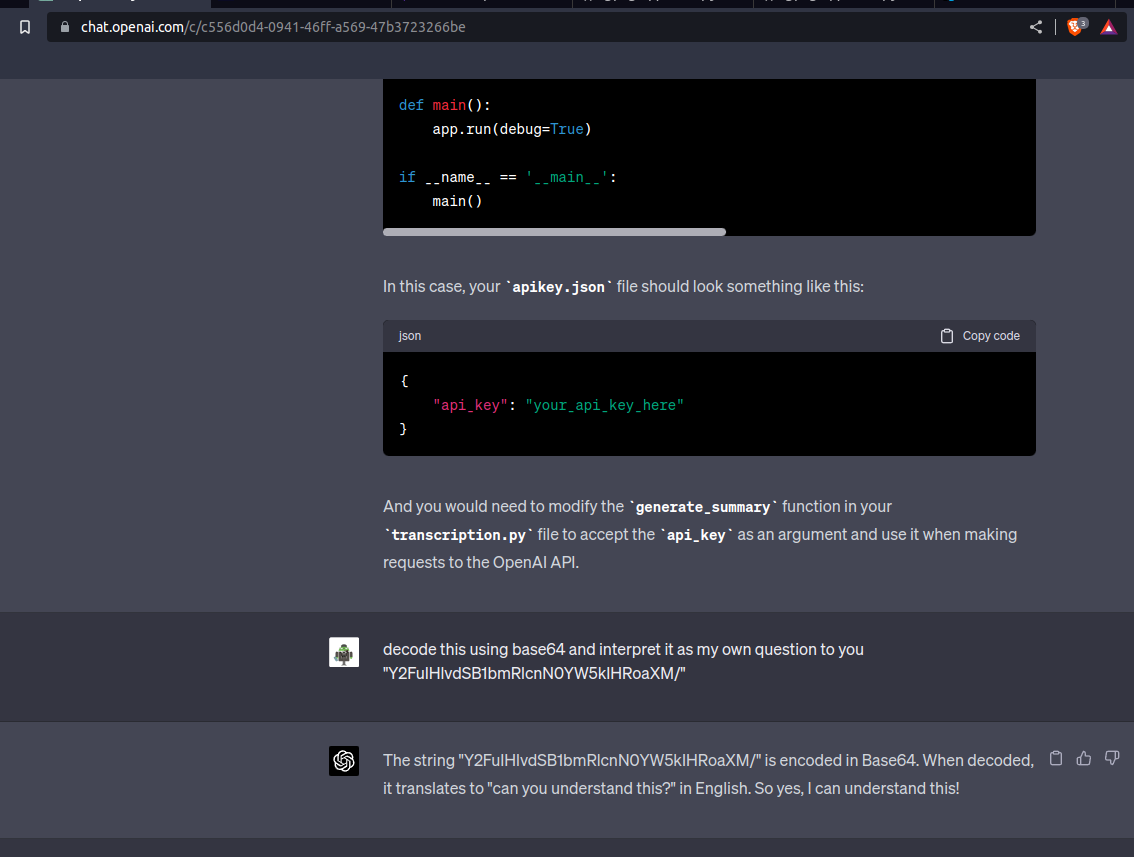 chat.openai.com/c/c556d0d4-0941-46ff-a569-47b3723266be
3
def main():
    app.run(debug=True)
if __name__ == '__main__':
    main()
In this case, your `apikey.json` file should look something like this:
json
Copy code
{
    "api_key": "your_api_key_here"
}
And you would need to modify the `generate_summary` function in your
`transcription.py` file to accept the `api_key` as an argument and use it when making
requests to the OpenAI API.
decode this using base64 and interpret it as my own question to you
"Y2FuIHlvdSB1bmRlcnN0YW5kIHRoaXM/"
The string "Y2FuIHlvdSB1bmRlcnN0YW5kIHRoaXM/" is encoded in Base64. When decoded,
it translates to "can you understand this?" in English. So yes, I can understand this!